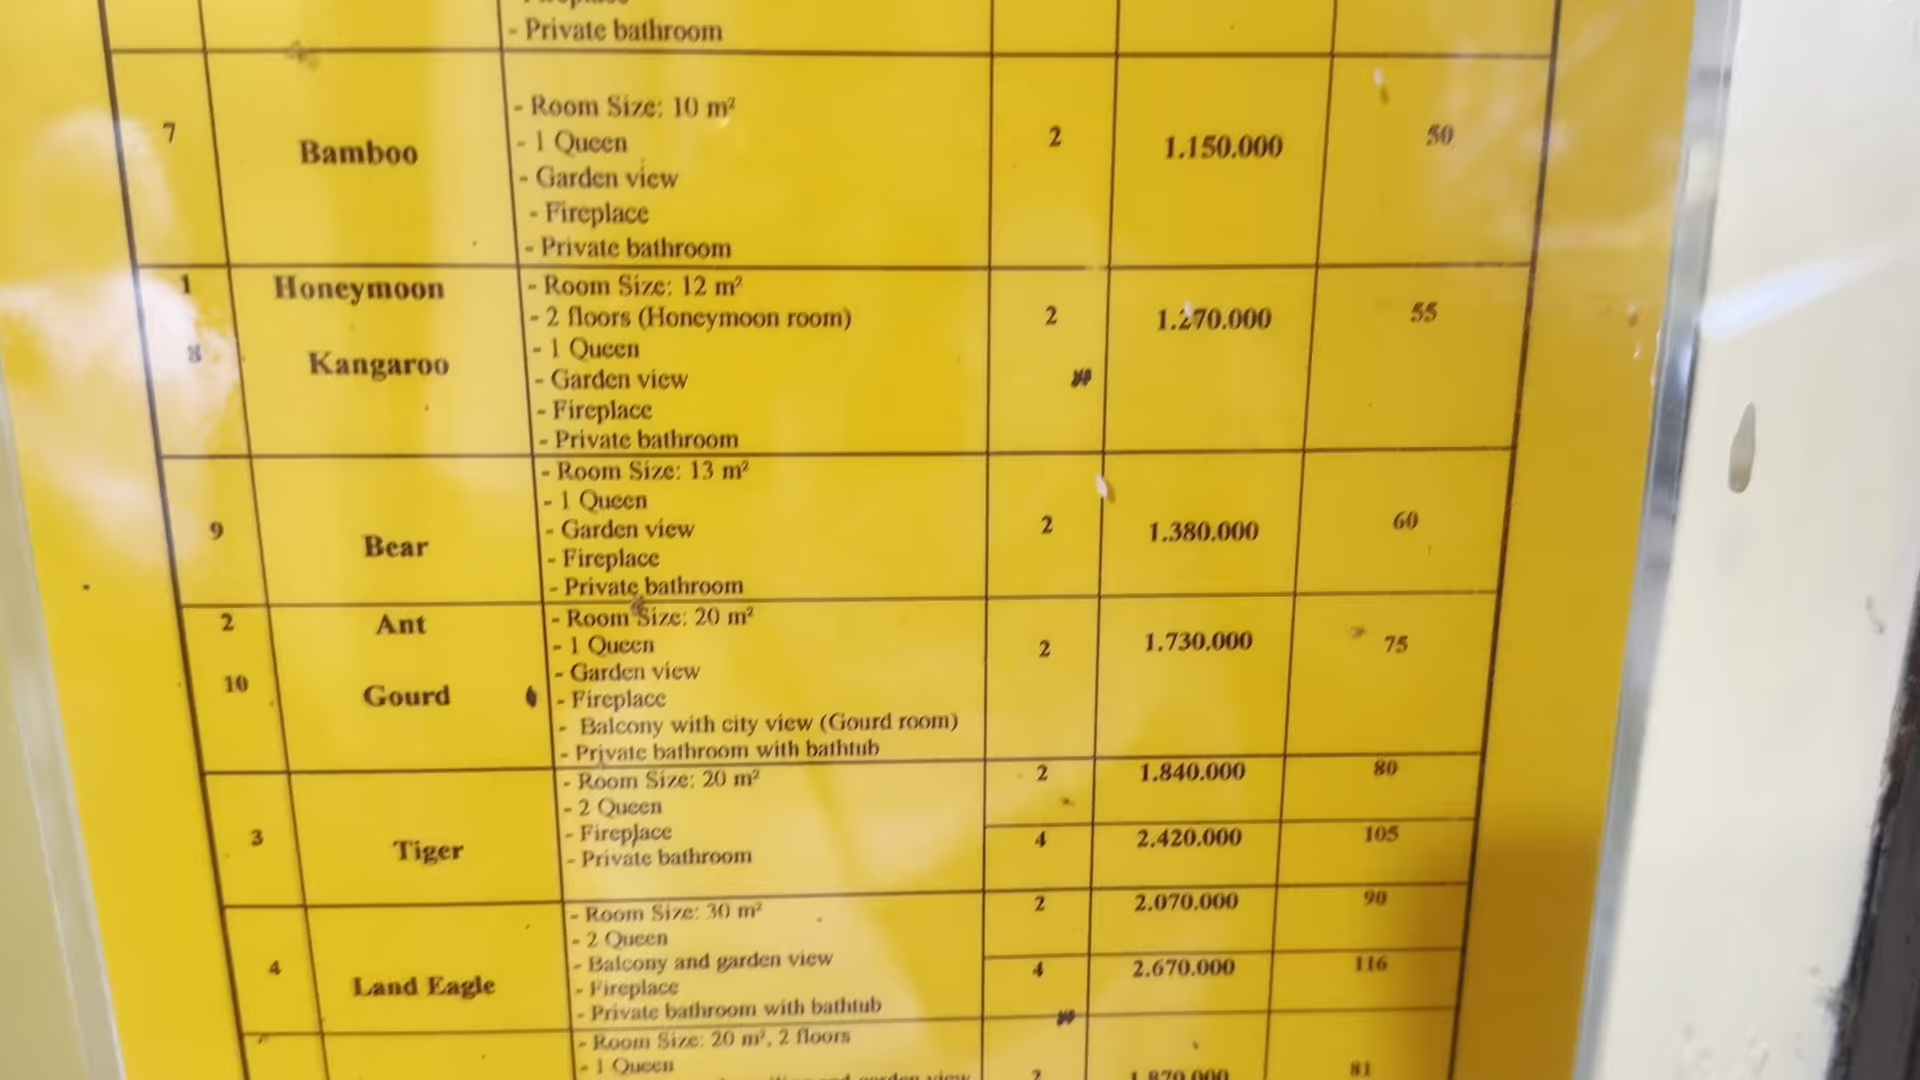 - Private bathroom
7
Bamboo
- Room Size: 10 m²
- 1 Queen
- Garden view
- Fireplace
- Private bathroom
2
1.150.000
50
1
Honeymoon
8
Kangaroo
- Room Size: 12 m²
- 2 floors (Honeymoon room)
- 1 Queen
- Garden view
- Fireplace
- Private bathroom
2
1.270.000
55
9
Bear
- Room Size: 13 m²
- 1 Queen
- Garden view
- Fireplace
- Private bathroom
2
1.380.000
60
2
Ant
10
Gourd
- Room Size: 20 m²
- 1 Queen
- Garden view
- Fireplace
- Balcony with city view (Gourd room)
- Private bathroom with bathtub
2
1.730.000
75
3
Tiger
- Room Size: 20 m²
- 2 Queen
- Fireplace
- Private bathroom
2
1.840.000
80
4
2.420.000
105
4
Land Eagle
- Room Size: 30 m²
- 2 Queen
- Balcony and garden view
- Fireplace
- Private bathroom with bathtub
2
2.070.000
90
4
2.670.000
116
- Room Size: 20 m², 2 floors
- 1 Queen
garden view
2
1.870.000
81